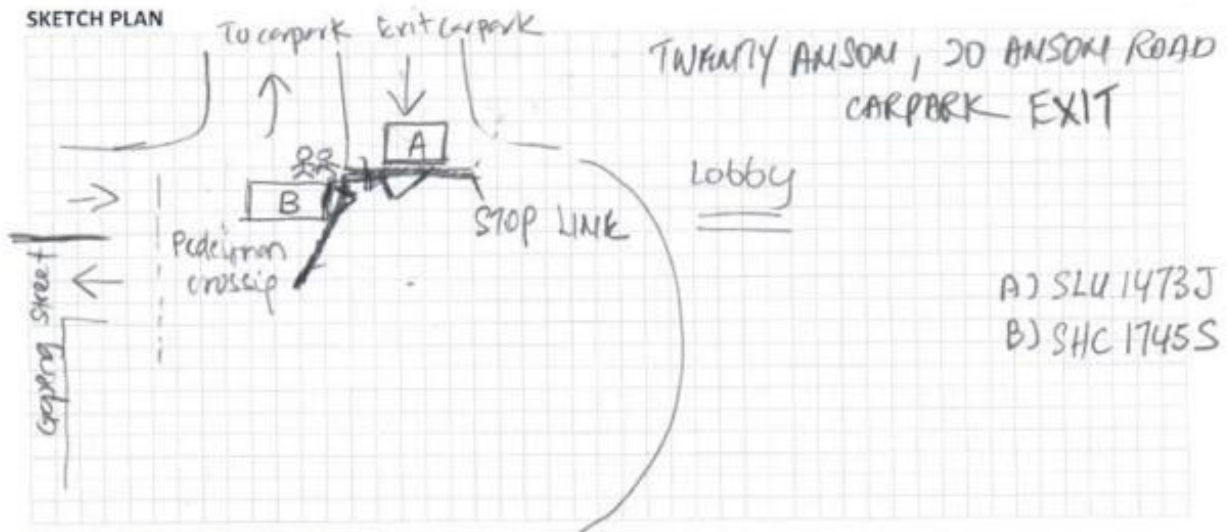 SKETCH PLAN
To carpark Exit Carpark
TWENTY ANSON, 20 ANSON ROAD
CARPARK EXIT
A
Lobby
B
STOP LINE
Pedestrian
crossing
Street
A) SLU 1473J
B) SHC 1745S